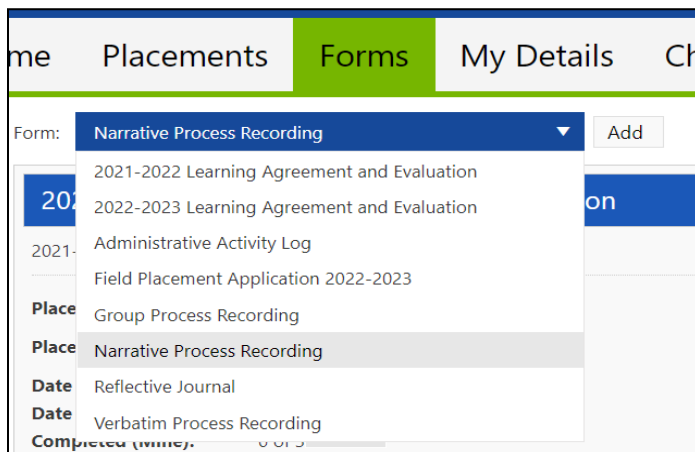 me Placements Forms My Details Ch
Form: Narrative Process Recording Add
2021-2022 Learning Agreement and Evaluation
202 on
2022-2023 Learning Agreement and Evaluation
2021- Administrative Activity Log
Field Placement Application 2022-2023
Place Group Process Recording
Place Narrative Process Recording
Date Reflective Journal
Date Verbatim Process Recording
Completed (Mine):